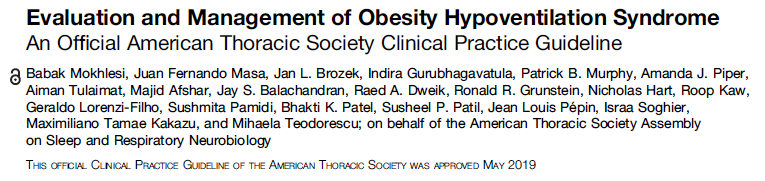 Evaluation and Management of Obesity Hypoventilation Syndrome
An Official American Thoracic Society Clinical Practice Guideline
Babak Mokhlesi, Juan Fernando Masa, Jan L. Brozek, Indira Gurubhagavatula, Patrick B. Murphy, Amanda J. Piper,
Aiman Tulaimat, Majid Afshar, Jay S. Balachandran, Raed A. Dweik, Ronald R. Grunstein, Nicholas Hart, Roop Kaw,
Geraldo Lorenzi-Filho, Sushmita Pamidi, Bhakti K. Patel, Susheel P. Patil, Jean Louis Pépin, Israa Soghier,
Maximiliano Tamae Kakazu, and Mihaela Teodorescu; on behalf of the American Thoracic Society Assembly
on Sleep and Respiratory Neurobiology
THIS OFFICIAL CLINICAL PRACTICE GUIDELINE OF THE AMERICAN THORACIC SOCIETY WAS APPROVED MAY 2019